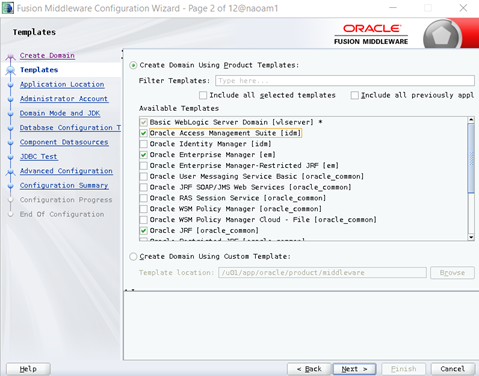 Fusion Middleware Configuration Wizard - Page 2 of 12@naoam1
Templates
ORACLE
FUSION MIDDLEWARE
Create Domain
Templates
Application Location
Administrator Account
Domain Mode and JDK
Database Configuration T
Component Datasources
JDBC Test
Advanced Configuration
Configuration Summary
Configuration Progress
End Of Configuration
Create Domain Using Product Templates:
Filter Templates: Type here...
Include all selected templates Include all previously appl
Available Templates
Basic WebLogic Server Domain [wlserver] *
Oracle Access Management Suite [idm]
Oracle Identity Manager [idm]
Oracle Enterprise Manager [em]
Oracle Enterprise Manager-Restricted JRF [em]
Oracle User Messaging Service Basic [oracle_common]
Oracle JRF SOAP/JMS Web Services [oracle_common]
Oracle RAS Session Service [oracle_common]
Oracle WSM Policy Manager [oracle_common]
Oracle WSM Policy Manager Cloud - File [oracle_common]
Oracle JRF [oracle_common]
Oracle Restricted JRF [oracle_common]
Create Domain Using Custom Template:
Template location: /u01/app/oracle/product/middleware Browse
Help < Back Next > Finish Cancel